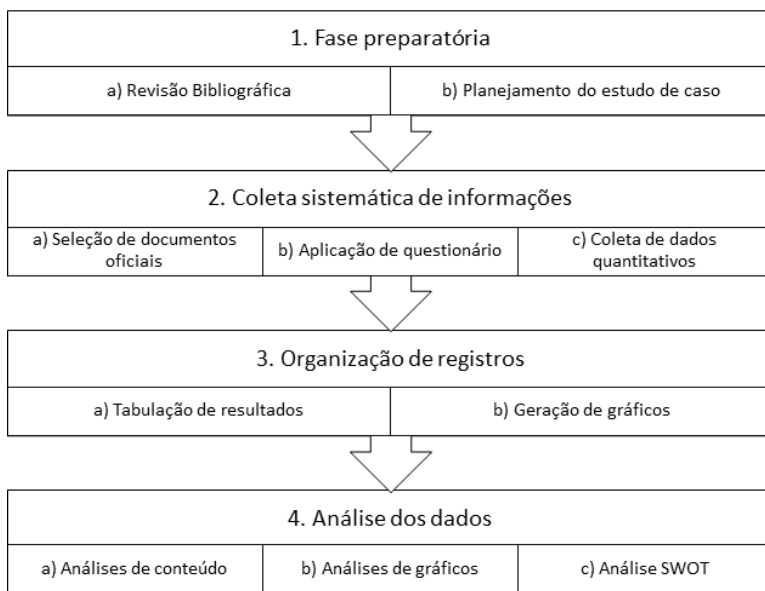 1. Fase preparatória
a) Revisão Bibliográfica
b) Planejamento do estudo de caso
2. Coleta sistemática de informações
a) Seleção de documentos
oficiais
b) Aplicação de questionário
c) Coleta de dados
quantitativos
3. Organização de registros
a) Tabulação de resultados
b) Geração de gráficos
4. Análise dos dados
a) Análises de conteúdo
b) Análises de gráficos
c) Análise SWOT